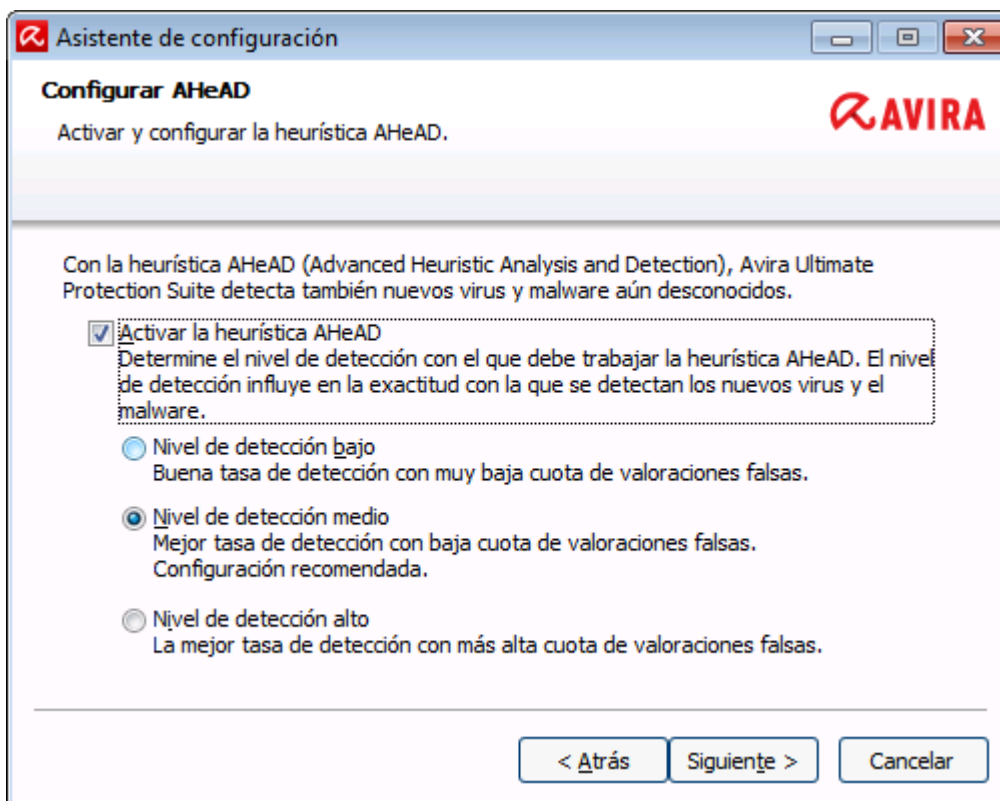 Asistente de configuración
Configurar AHeAD
Activar y configurar la heurística AHeAD.
AVIRA
Con la heurística AHeAD (Advanced Heuristic Analysis and Detection), Avira Ultimate
Protection Suite detecta también nuevos virus y malware aún desconocidos.
Activar la heurística AHeAD
Determine el nivel de detección con el que debe trabajar la heurística AHeAD. El nivel
de detección influye en la exactitud con la que se detectan los nuevos virus y el
malware.
Nivel de detección bajo
Buena tasa de detección con muy baja cuota de valoraciones falsas.
Nivel de detección medio
Mejor tasa de detección con baja cuota de valoraciones falsas.
Configuración recomendada.
Nivel de detección alto
La mejor tasa de detección con más alta cuota de valoraciones falsas.
< Atrás
Siguiente >
Cancelar